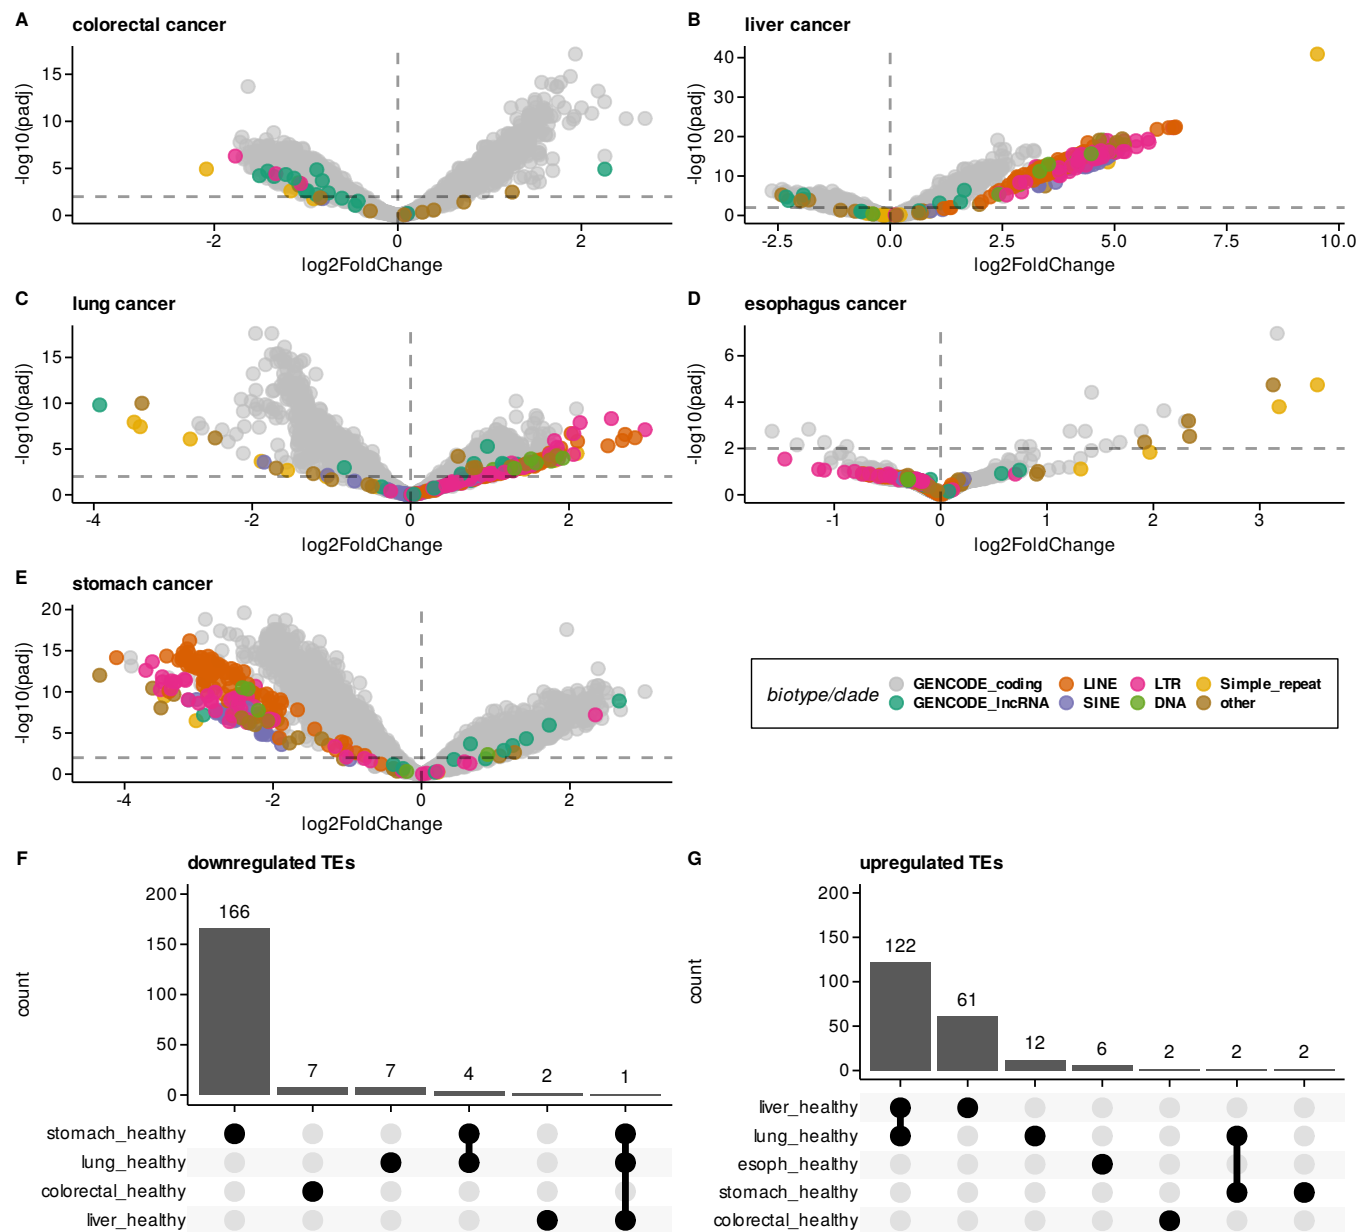 A
colorectal cancer
-log10(padj)
15
10
5
0
-2
0
2
log2FoldChange
B
liver cancer
-log10(padj)
40
30
20
10
0
-2.5
0.0
2.5
5.0
7.5
10.0
log2FoldChange
C
lung cancer
-log10(padj)
15
10
5
0
-4
-2
0
2
log2FoldChange
D
esophagus cancer
-log10(padj)
6
4
2
0
-1
0
1
2
3
log2FoldChange
E
stomach cancer
-log10(padj)
20
15
10
5
0
-4
-2
0
2
log2FoldChange
biotype/clade
GENCODE_coding
LINE
LTR
Simple_repeat
GENCODE_lncRNA
SINE
DNA
other
F
downregulated TEs
count
200
150
100
50
0
166
7
7
4
2
1
stomach_healthy
lung_healthy
colorectal_healthy
liver_healthy
G
upregulated TEs
count
200
150
100
50
0
122
61
12
6
2
2
2
liver_healthy
lung_healthy
esoph_healthy
stomach_healthy
colorectal_healthy